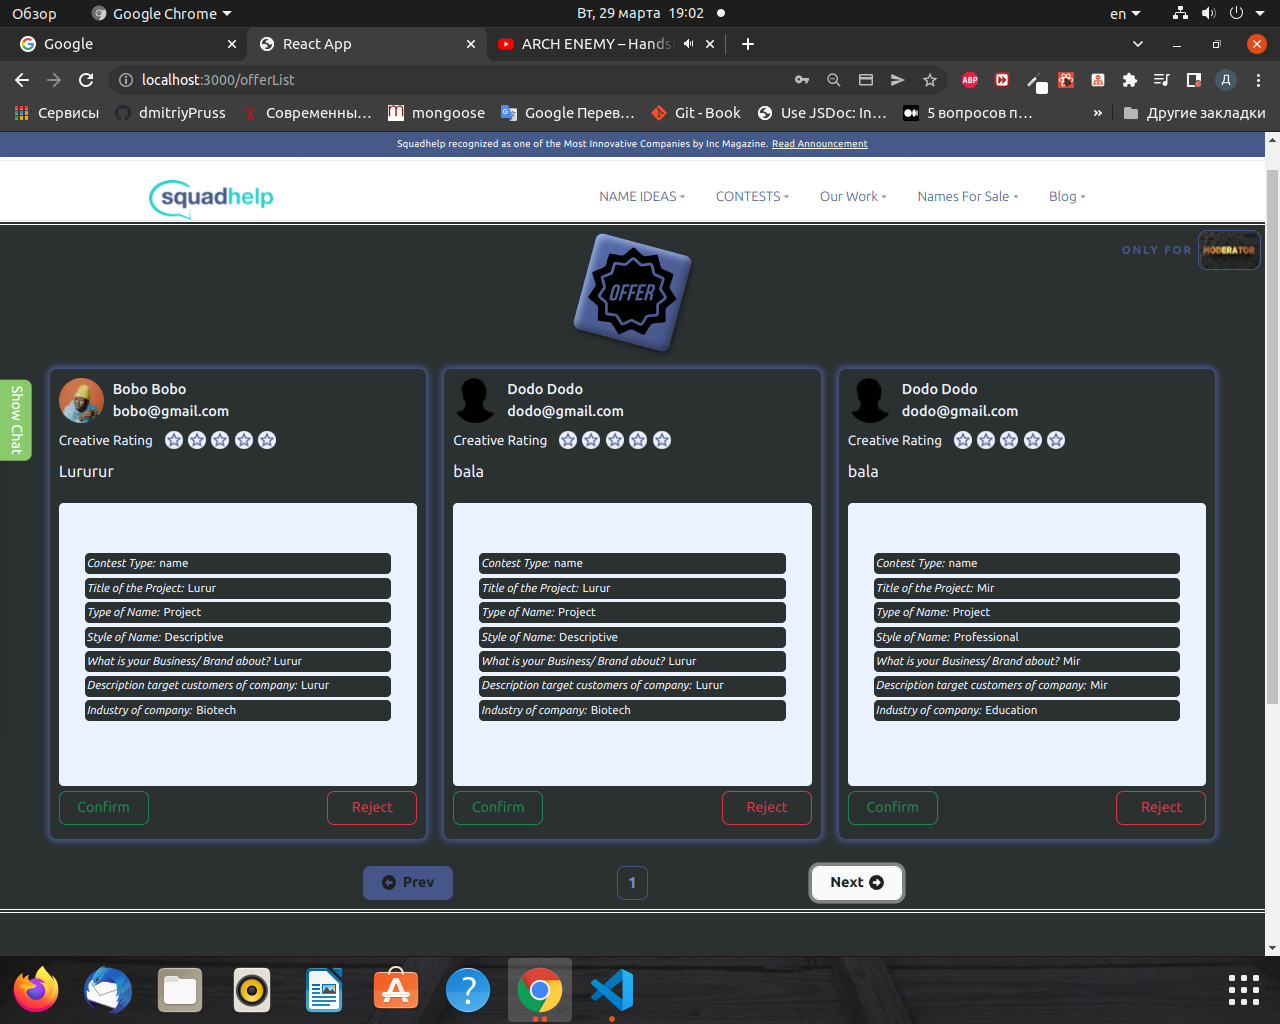 Обзор Google Chrome Вт, 29 марта 19:02 en
Google React App ARCH ENEMY – Hands
localhost:3000/offerList ABP Д
Сервисы dmitriyPruss Современны... mongoose Google Перев... Git - Book Use JSDoc: In... 5 вопросов п... » Другие закладки
Squadhelp recognized as one of the Most Innovative Companies by Inc Magazine. Read Announcement
squadhelp NAME IDEAS CONTESTS Our Work Names For Sale Blog
ONLY FOR MODERATOR
OFFER
Show Chat
Bobo Bobo
bobo@gmail.com
Creative Rating
Lururur
Contest Type: name
Title of the Project: Lurur
Type of Name: Project
Style of Name: Descriptive
What is your Business/ Brand about? Lurur
Description target customers of company: Lurur
Industry of company: Biotech
Confirm Reject
Dodo Dodo
dodo@gmail.com
Creative Rating
bala
Contest Type: name
Title of the Project: Lurur
Type of Name: Project
Style of Name: Descriptive
What is your Business/ Brand about? Lurur
Description target customers of company: Lurur
Industry of company: Biotech
Confirm Reject
Dodo Dodo
dodo@gmail.com
Creative Rating
bala
Contest Type: name
Title of the Project: Mir
Type of Name: Project
Style of Name: Professional
What is your Business/ Brand about? Mir
Description target customers of company: Mir
Industry of company: Education
Confirm Reject
Prev 1 Next